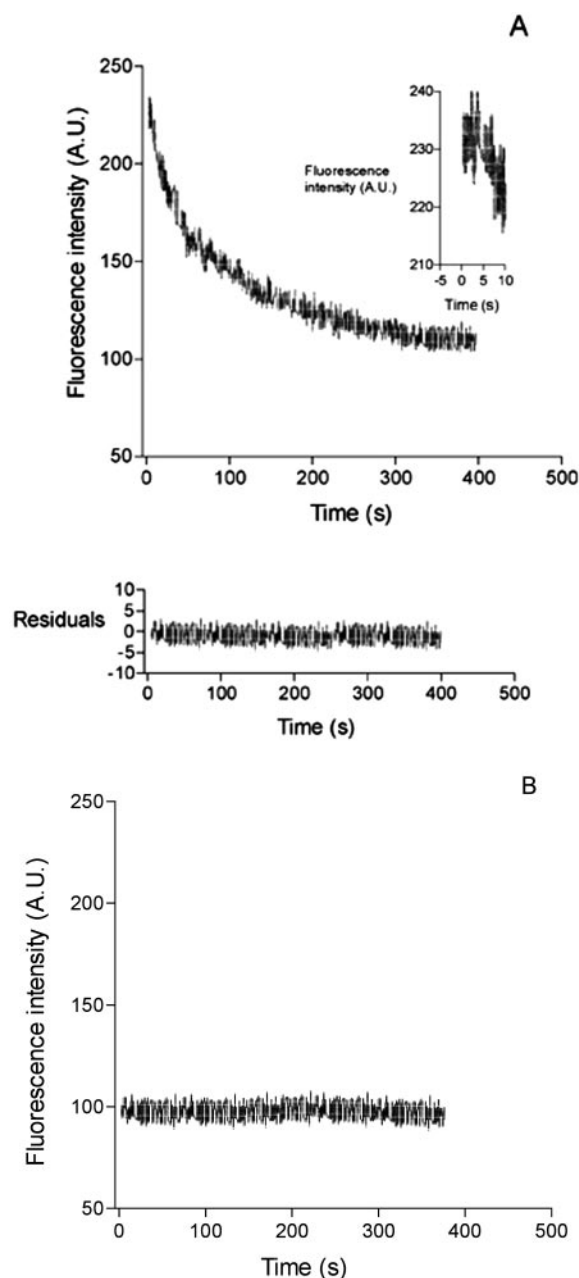 A
250
200
150
100
50
Fluorescence intensity (A.U.)
0 100 200 300 400 500
Time (s)
240
230
220
210
Fluorescence
intensity (A.U.)
-5 0 5 10
Time (s)
10
5
0
-5
-10
Residuals
0 100 200 300 400 500
Time (s)
B
250
200
150
100
50
Fluorescence intensity (A.U.)
0 100 200 300 400 500
Time (s)